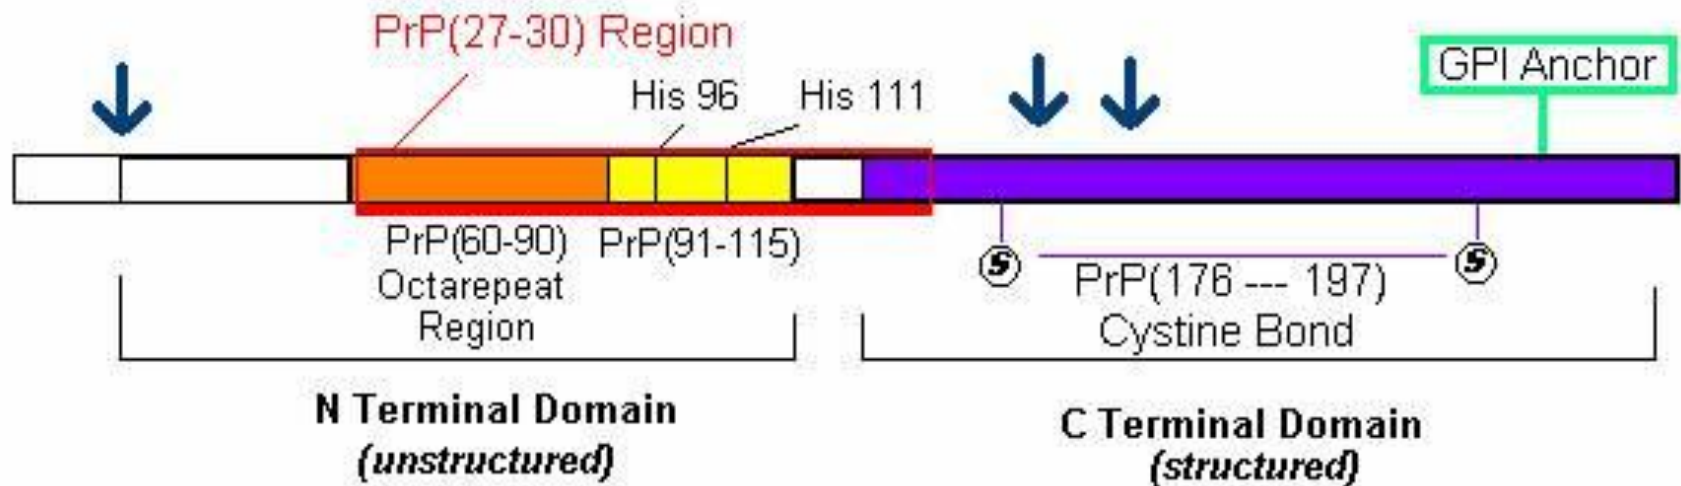 PrP(27-30) Region
GPI Anchor
His 96
His 111
PrP(60-90)
Octarepeat
Region
PrP(91-115)
S
S
PrP(176 --- 197)
Cystine Bond
N Terminal Domain
(unstructured)
C Terminal Domain
(structured)